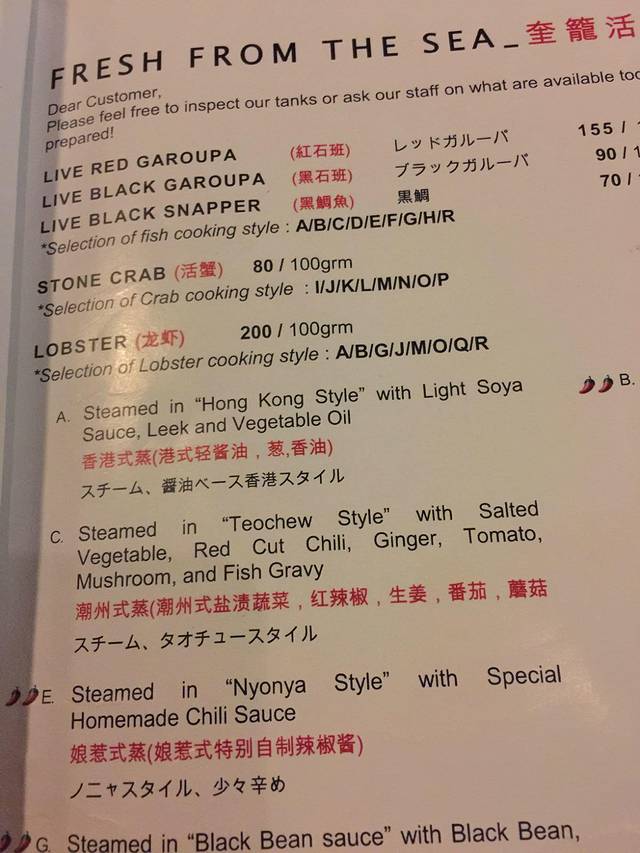 FRESH FROM THE SEA_奎籠活
Dear Customer,
Please feel free to inspect our tanks or ask our staff on what are available
prepared!
LIVE RED GAROUPA (紅石班) レッドガルーパ 155 /
LIVE BLACK GAROUPA (黑石班) ブラックガルーパ 90 /
LIVE BLACK SNAPPER (黑鯛魚) 黒鯛 70 /
*Selection of fish cooking style : A/B/C/D/E/F/G/H/R
STONE CRAB (活蟹) 80 / 100grm
*Selection of Crab cooking style : I/J/K/L/M/N/O/P
LOBSTER (龙虾) 200 / 100grm
*Selection of Lobster cooking style : A/B/G/J/M/O/Q/R
A. Steamed in “Hong Kong Style” with Light Soya
Sauce, Leek and Vegetable Oil
香港式蒸(港式轻酱油，葱,香油)
スチーム、醤油ベース香港スタイル
B.
C. Steamed in “Teochew Style” with Salted
Vegetable, Red Cut Chili, Ginger, Tomato,
Mushroom, and Fish Gravy
潮州式蒸(潮州式盐渍蔬菜，红辣椒，生姜，番茄，蘑菇
スチーム、タオチュースタイル
E. Steamed in “Nyonya Style” with Special
Homemade Chili Sauce
娘惹式蒸(娘惹式特别自制辣椒酱)
ノニャスタイル、少々辛め
G. Steamed in “Black Bean sauce” with Black Bean,